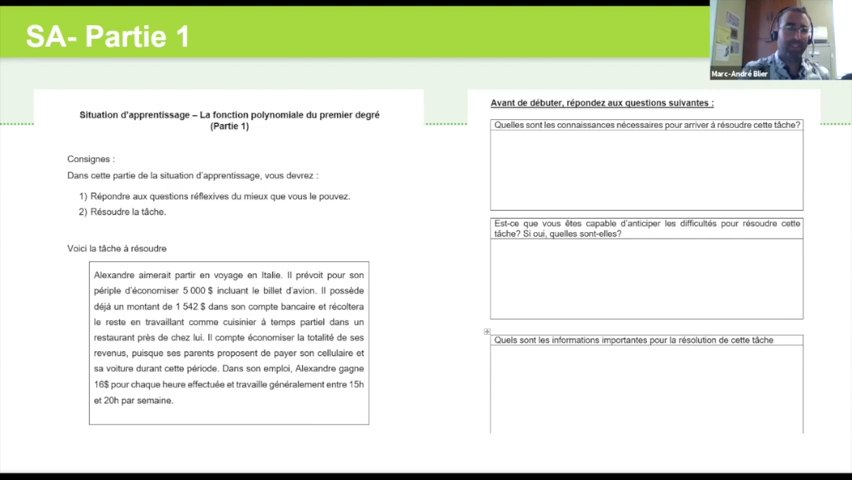 SA- Partie 1
Marc-André Blier
Situation d'apprentissage – La fonction polynomiale du premier degré
(Partie 1)
Consignes :
Dans cette partie de la situation d'apprentissage, vous devrez :
1) Répondre aux questions réflexives du mieux que vous le pouvez.
2) Résoudre la tâche.
Voici la tâche à résoudre
Alexandre aimerait partir en voyage en Italie. Il prévoit pour son
périple d'économiser 5 000 $ incluant le billet d'avion. Il possède
déjà un montant de 1 542 $ dans son compte bancaire et récoltera
le reste en travaillant comme cuisinier à temps partiel dans un
restaurant près de chez lui. Il compte économiser la totalité de ses
revenus, puisque ses parents proposent de payer son cellulaire et
sa voiture durant cette période. Dans son emploi, Alexandre gagne
16$ pour chaque heure effectuée et travaille généralement entre 15h
et 20h par semaine.
Avant de débuter, répondez aux questions suivantes :
Quelles sont les connaissances nécessaires pour arriver à résoudre cette tâche?
Est-ce que vous êtes capable d'anticiper les difficultés pour résoudre cette
tâche? Si oui, quelles sont-elles?
Quels sont les informations importantes pour la résolution de cette tâche